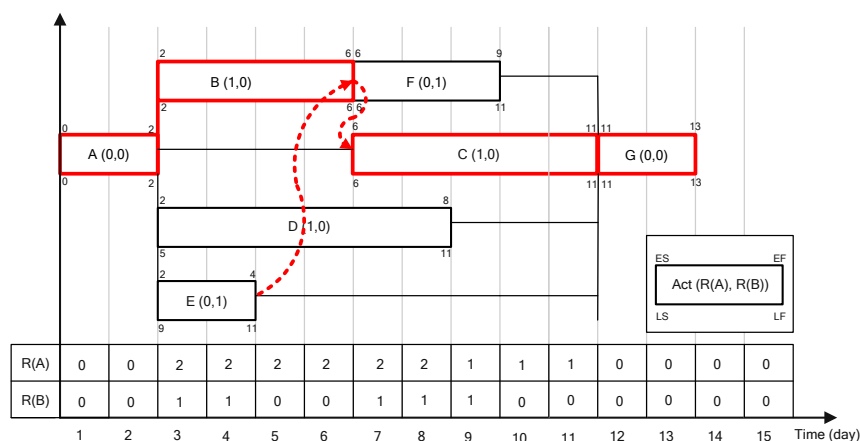 2 6 6 9
B (1,0) F (0,1)
2 6 6 11
0 2 6 11 11 13
A (0,0) C (1,0) G (0,0)
0 2 6 11 11 13
2 8
D (1,0)
5 11
2 4
E (0,1)
9 11
ES EF
Act (R(A), R(B))
LS LF
R(A) 0 0 2 2 2 2 2 2 1 1 1 0 0 0 0
R(B) 0 0 1 1 0 0 1 1 1 0 0 0 0 0 0
1 2 3 4 5 6 7 8 9 10 11 12 13 14 15 Time (day)